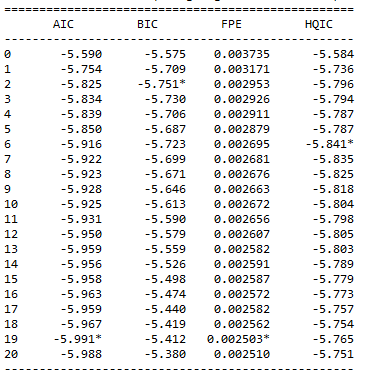 ==================================================
AIC BIC FPE HQIC
--------------------------------------------------
0 -5.590 -5.575 0.003735 -5.584
1 -5.754 -5.709 0.003171 -5.736
2 -5.825 -5.751* 0.002953 -5.796
3 -5.834 -5.730 0.002926 -5.794
4 -5.839 -5.706 0.002911 -5.787
5 -5.850 -5.687 0.002879 -5.787
6 -5.916 -5.723 0.002695 -5.841*
7 -5.922 -5.699 0.002681 -5.835
8 -5.923 -5.671 0.002676 -5.825
9 -5.928 -5.646 0.002663 -5.818
10 -5.925 -5.613 0.002672 -5.804
11 -5.931 -5.590 0.002656 -5.798
12 -5.950 -5.579 0.002607 -5.805
13 -5.959 -5.559 0.002582 -5.803
14 -5.956 -5.526 0.002591 -5.789
15 -5.958 -5.498 0.002587 -5.779
16 -5.963 -5.474 0.002572 -5.773
17 -5.959 -5.440 0.002582 -5.757
18 -5.967 -5.419 0.002562 -5.754
19 -5.991* -5.412 0.002503* -5.765
20 -5.988 -5.380 0.002510 -5.751
--------------------------------------------------